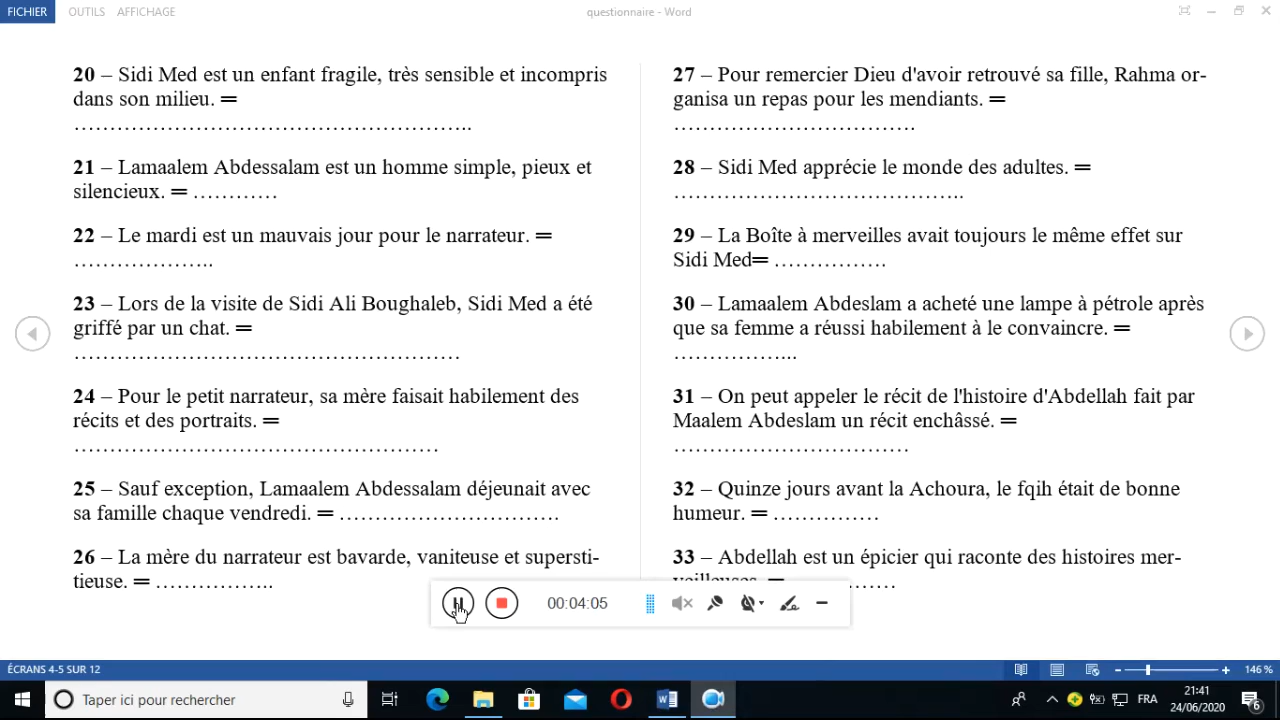 FICHIER OUTILS AFFICHAGE questionnaire - Word
20 – Sidi Med est un enfant fragile, très sensible et incompris
dans son milieu. =
………………………………………………..
21 – Lamaalem Abdessalam est un homme simple, pieux et
silencieux. = …………
22 – Le mardi est un mauvais jour pour le narrateur. =
………………..
23 – Lors de la visite de Sidi Ali Boughaleb, Sidi Med a été
griffé par un chat. =
………………………………………………
24 – Pour le petit narrateur, sa mère faisait habilement des
récits et des portraits. =
……………………………………………
25 – Sauf exception, Lamaalem Abdessalam déjeunait avec
sa famille chaque vendredi. = ………………………….
26 – La mère du narrateur est bavarde, vaniteuse et supersti-
tieuse. = ……………..
27 – Pour remercier Dieu d'avoir retrouvé sa fille, Rahma or-
ganisa un repas pour les mendiants. =
…………………………….
28 – Sidi Med apprécie le monde des adultes. =
…………………………………..
29 – La Boîte à merveilles avait toujours le même effet sur
Sidi Med= …………….
30 – Lamaalem Abdeslam a acheté une lampe à pétrole après
que sa femme a réussi habilement à le convaincre. =
……………...
31 – On peut appeler le récit de l'histoire d'Abdellah fait par
Maalem Abdeslam un récit enchâssé. =
……………………………
32 – Quinze jours avant la Achoura, le fqih était de bonne
humeur. = ……………
33 – Abdellah est un épicier qui raconte des histoires mer-
veilleuses. = ……
00:04:05
ÉCRANS 4-5 SUR 12 146 %
Taper ici pour rechercher
FRA
21:41
24/06/2020
6